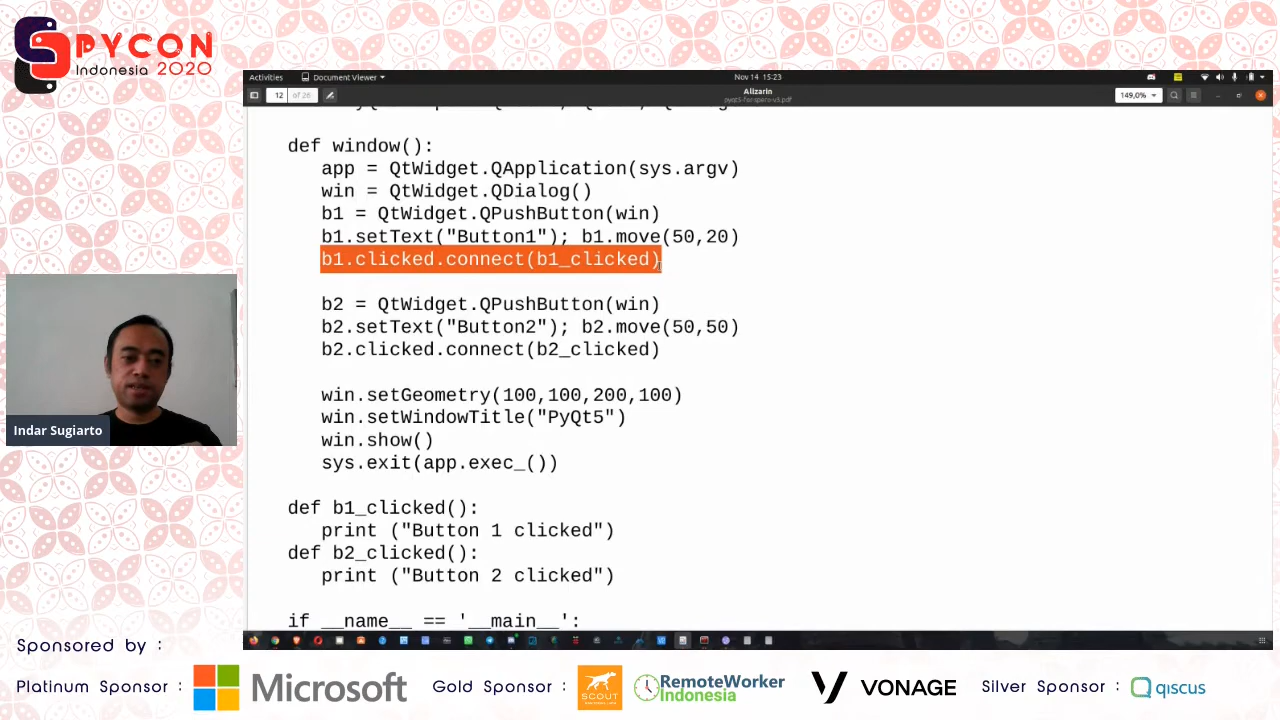 PYCON
Indonesia 2020
Activities
Document Viewer
Nov 14 15:23
12
of 26
Alizarin
149,0%
def window():
app = QtWidget.QApplication(sys.argv)
win = QtWidget.QDialog()
b1 = QtWidget.QPushButton(win)
b1.setText("Button1"); b1.move(50,20)
b1.clicked.connect(b1_clicked)
b2 = QtWidget.QPushButton(win)
b2.setText("Button2"); b2.move(50,50)
b2.clicked.connect(b2_clicked)
win.setGeometry(100,100,200,100)
win.setWindowTitle("PyQt5")
win.show()
sys.exit(app.exec_())
def b1_clicked():
print ("Button 1 clicked")
def b2_clicked():
print ("Button 2 clicked")
if __name__ == '__main__':
Indar Sugiarto
Sponsored by :
Platinum Sponsor :
Microsoft
Gold Sponsor :
SCOUT
RemoteWorker
Indonesia
VONAGE
Silver Sponsor :
qiscus